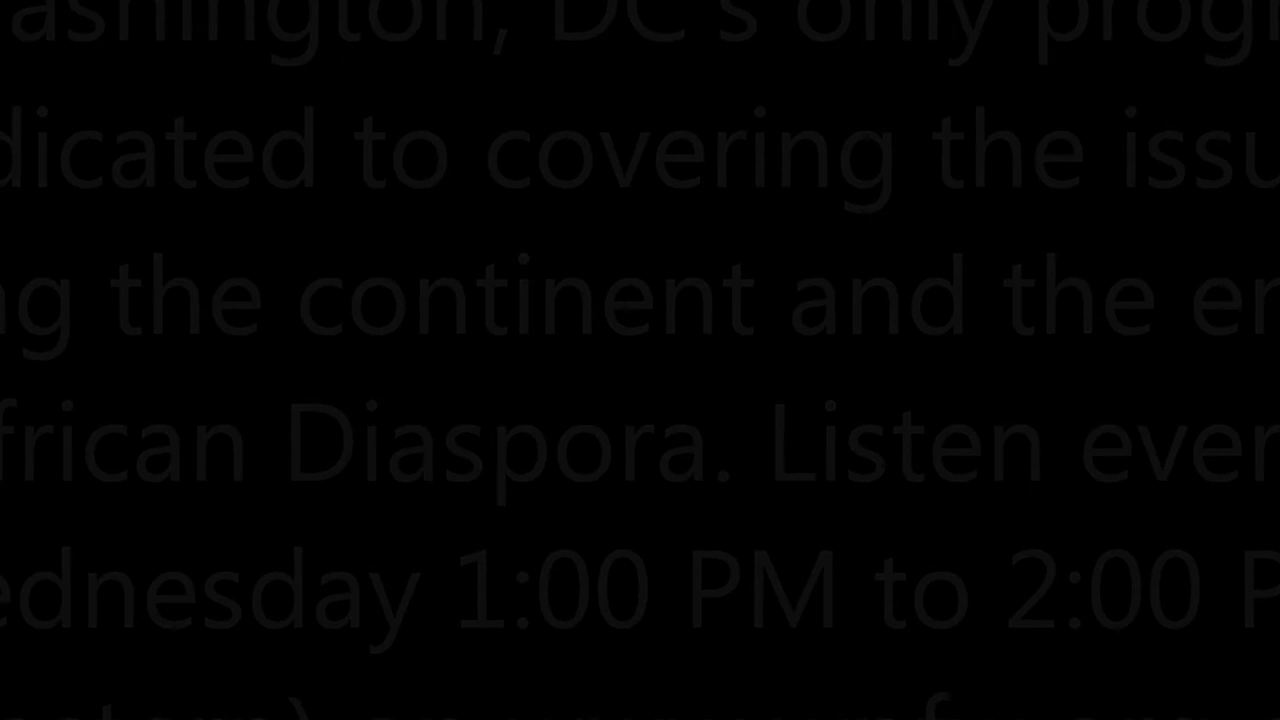 ashington, DC's only progr
dicated to covering the issu
ng the continent and the en
frican Diaspora. Listen ever
ednesday 1:00 PM to 2:00 P